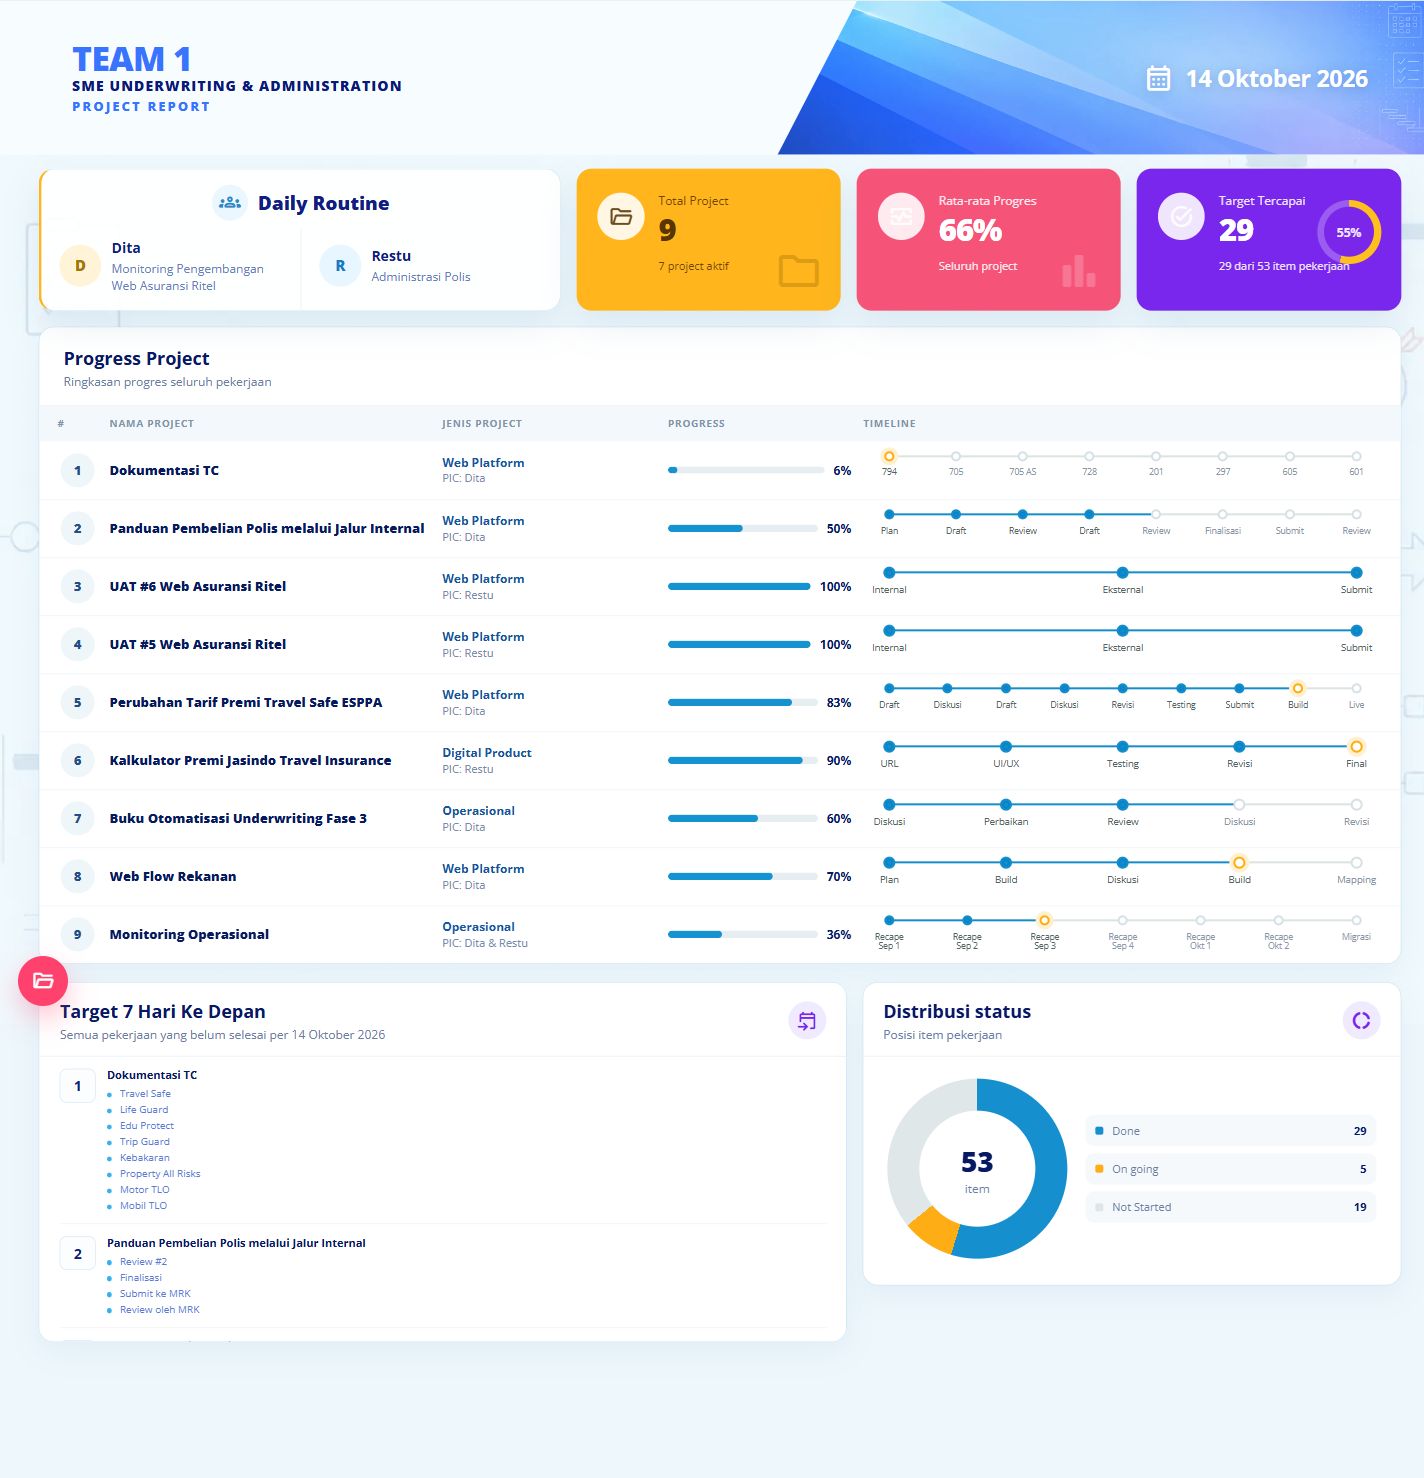 TEAM 1
SME UNDERWRITING & ADMINISTRATION
PROJECT REPORT
14 Oktober 2026
Daily Routine
D
Dita
Monitoring Pengembangan
Web Asuransi Ritel
R
Restu
Administrasi Polis
Total Project
9
7 project aktif
Rata-rata Progres
66%
Seluruh project
Target Tercapai
29
29 dari 53 item pekerjaan
55%
Progress Project
Ringkasan progres seluruh pekerjaan
# NAMA PROJECT JENIS PROJECT PROGRESS TIMELINE
1 Dokumentasi TC Web Platform PIC: Dita 6%
794 705 705 AS 728 201 297 605 601
2 Panduan Pembelian Polis melalui Jalur Internal Web Platform PIC: Dita 50%
Plan Draft Review Draft Review Finalisasi Submit Review
3 UAT #6 Web Asuransi Ritel Web Platform PIC: Restu 100%
Internal Eksternal Submit
4 UAT #5 Web Asuransi Ritel Web Platform PIC: Restu 100%
Internal Eksternal Submit
5 Perubahan Tarif Premi Travel Safe ESPPA Web Platform PIC: Dita 83%
Draft Diskusi Draft Diskusi Revisi Testing Submit Build Live
6 Kalkulator Premi Jasindo Travel Insurance Digital Product PIC: Restu 90%
URL UI/UX Testing Revisi Final
7 Buku Otomatisasi Underwriting Fase 3 Operasional PIC: Dita 60%
Diskusi Perbaikan Review Diskusi Revisi
8 Web Flow Rekanan Web Platform PIC: Dita 70%
Plan Build Diskusi Build Mapping
9 Monitoring Operasional Operasional PIC: Dita & Restu 36%
Recape Sep 1 Recape Sep 2 Recape Sep 3 Recape Sep 4 Recape Okt 1 Recape Okt 2 Migrasi
Target 7 Hari Ke Depan
Semua pekerjaan yang belum selesai per 14 Oktober 2026
1 Dokumentasi TC
Travel Safe
Life Guard
Edu Protect
Trip Guard
Kebakaran
Property All Risks
Motor TLO
Mobil TLO
2 Panduan Pembelian Polis melalui Jalur Internal
Review #2
Finalisasi
Submit ke MRK
Review oleh MRK
Distribusi status
Posisi item pekerjaan
53
item
Done 29
On going 5
Not Started 19